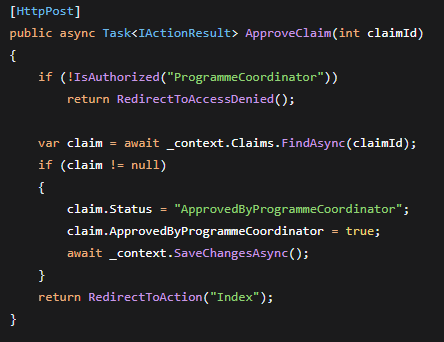 [HttpPost]
public async Task<IActionResult> ApproveClaim(int claimId)
{
    if (!IsAuthorized("ProgrammeCoordinator"))
        return RedirectToAccessDenied();

    var claim = await _context.Claims.FindAsync(claimId);
    if (claim != null)
    {
        claim.Status = "ApprovedByProgrammeCoordinator";
        claim.ApprovedByProgrammeCoordinator = true;
        await _context.SaveChangesAsync();
    }
    return RedirectToAction("Index");
}